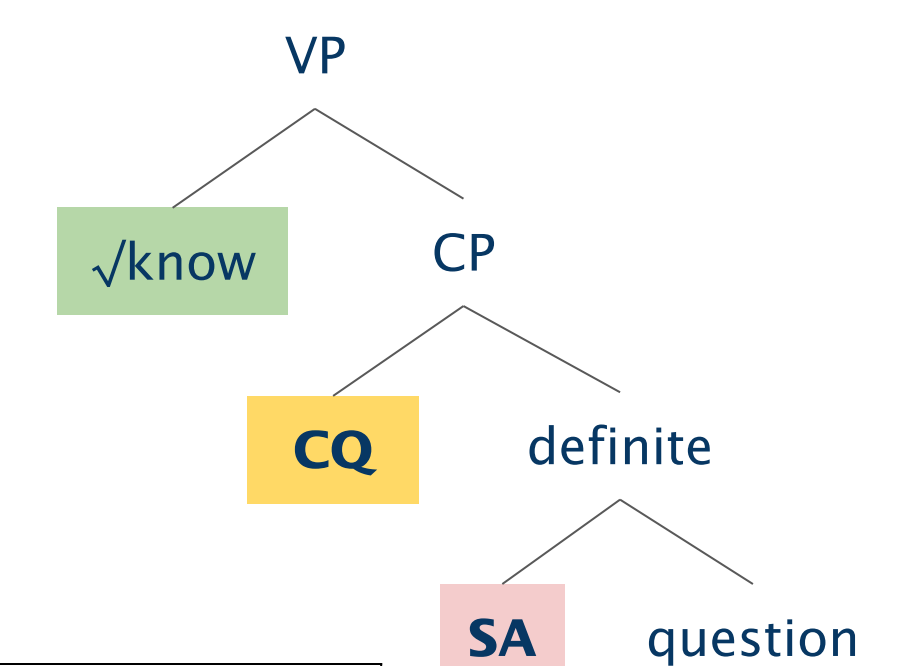 VP
√know
CP
CQ
definite
SA
question